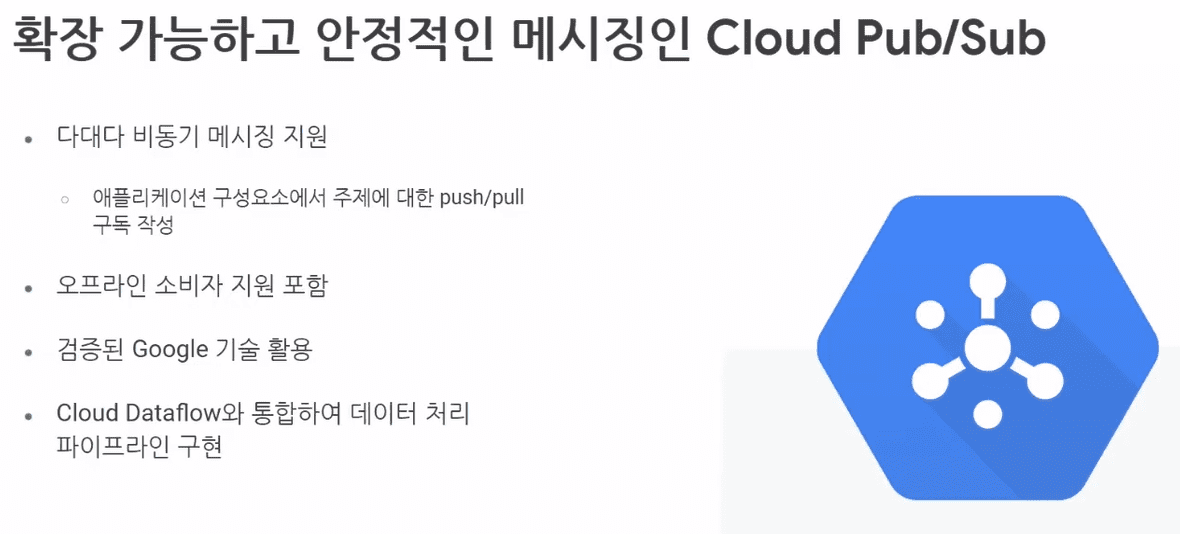 확장 가능하고 안정적인 메시징인 Cloud Pub/Sub
다대다 비동기 메시징 지원
애플리케이션 구성요소에서 주제에 대한 push/pull
구독 작성
오프라인 소비자 지원 포함
검증된 Google 기술 활용
Cloud Dataflow와 통합하여 데이터 처리
파이프라인 구현